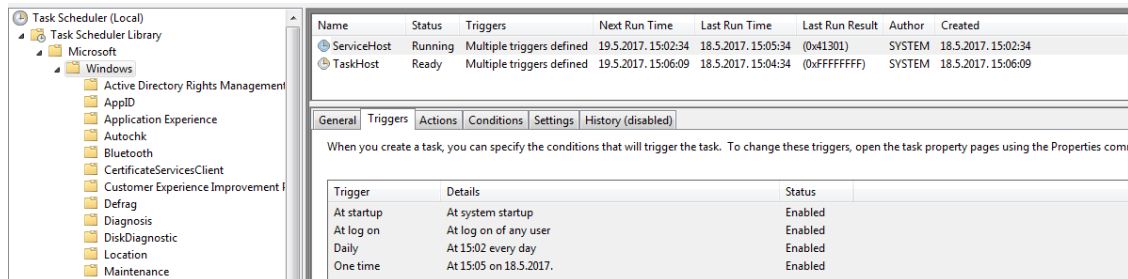 Task Scheduler (Local)
Task Scheduler Library
Microsoft
Windows
Active Directory Rights Management
AppID
Application Experience
Autochk
Bluetooth
CertificateServicesClient
Customer Experience Improvement
Defrag
Diagnosis
DiskDiagnostic
Location
Maintenance
Name Status Triggers Next Run Time Last Run Time Last Run Result Author Created
ServiceHost Running Multiple triggers defined 19.5.2017. 15:02:34 18.5.2017. 15:05:34 (0x41301) SYSTEM 18.5.2017. 15:02:34
TaskHost Ready Multiple triggers defined 19.5.2017. 15:06:09 18.5.2017. 15:04:34 (0xFFFFFFFF) SYSTEM 18.5.2017. 15:06:09
General Triggers Actions Conditions Settings History (disabled)
When you create a task, you can specify the conditions that will trigger the task. To change these triggers, open the task property pages using the Properties com
Trigger Details Status
At startup At system startup Enabled
At log on At log on of any user Enabled
Daily At 15:02 every day Enabled
One time At 15:05 on 18.5.2017. Enabled